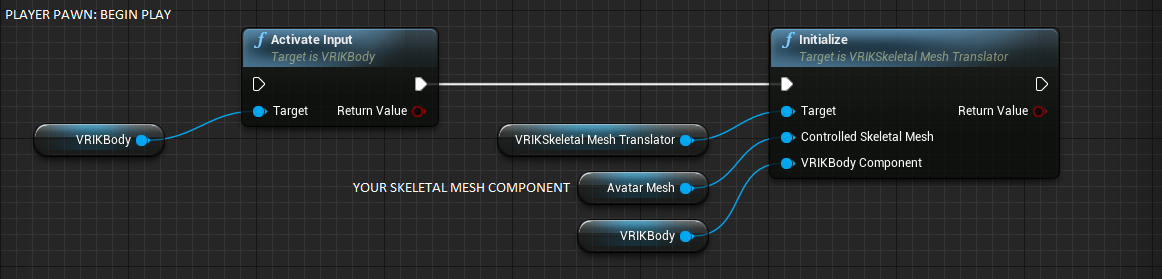 PLAYER PAWN: BEGIN PLAY
Activate Input
Target is VRIKBody
Target
Return Value
VRIKBody
Initialize
Target is VRIKSkeletal Mesh Translator
Target
Return Value
Controlled Skeletal Mesh
VRIKBody Component
VRIKSkeletal Mesh Translator
YOUR SKELETAL MESH COMPONENT
Avatar Mesh
VRIKBody